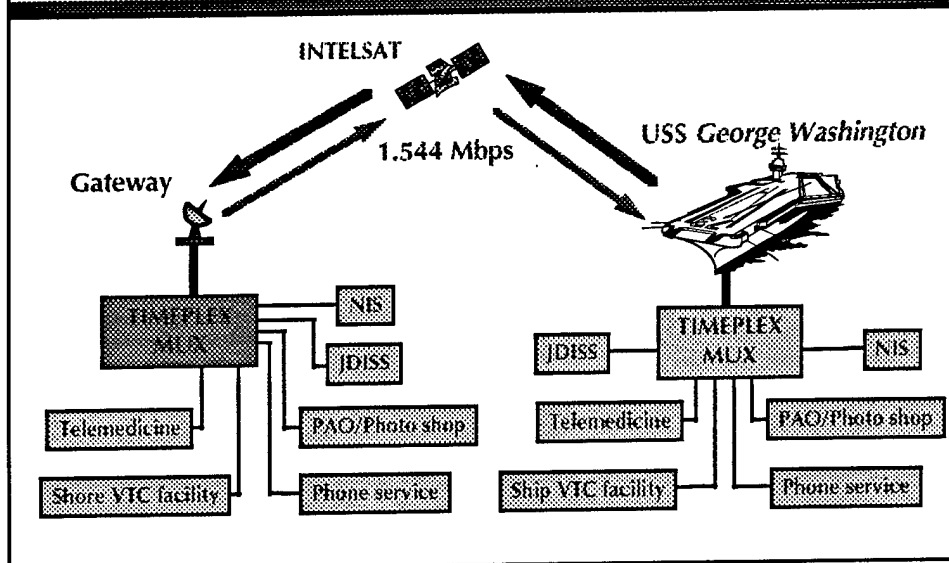 INTELSAT
USS George Washington
1.544 Mbps
Gateway
TIMEPLEX
MUX
NIS
JDISS
Telemedicine
PAO/Photo shop
Shore VTC facility
Phone service
TIMEPLEX
MUX
JDISS
NIS
Telemedicine
PAO/Photo shop
Ship VTC facility
Phone service